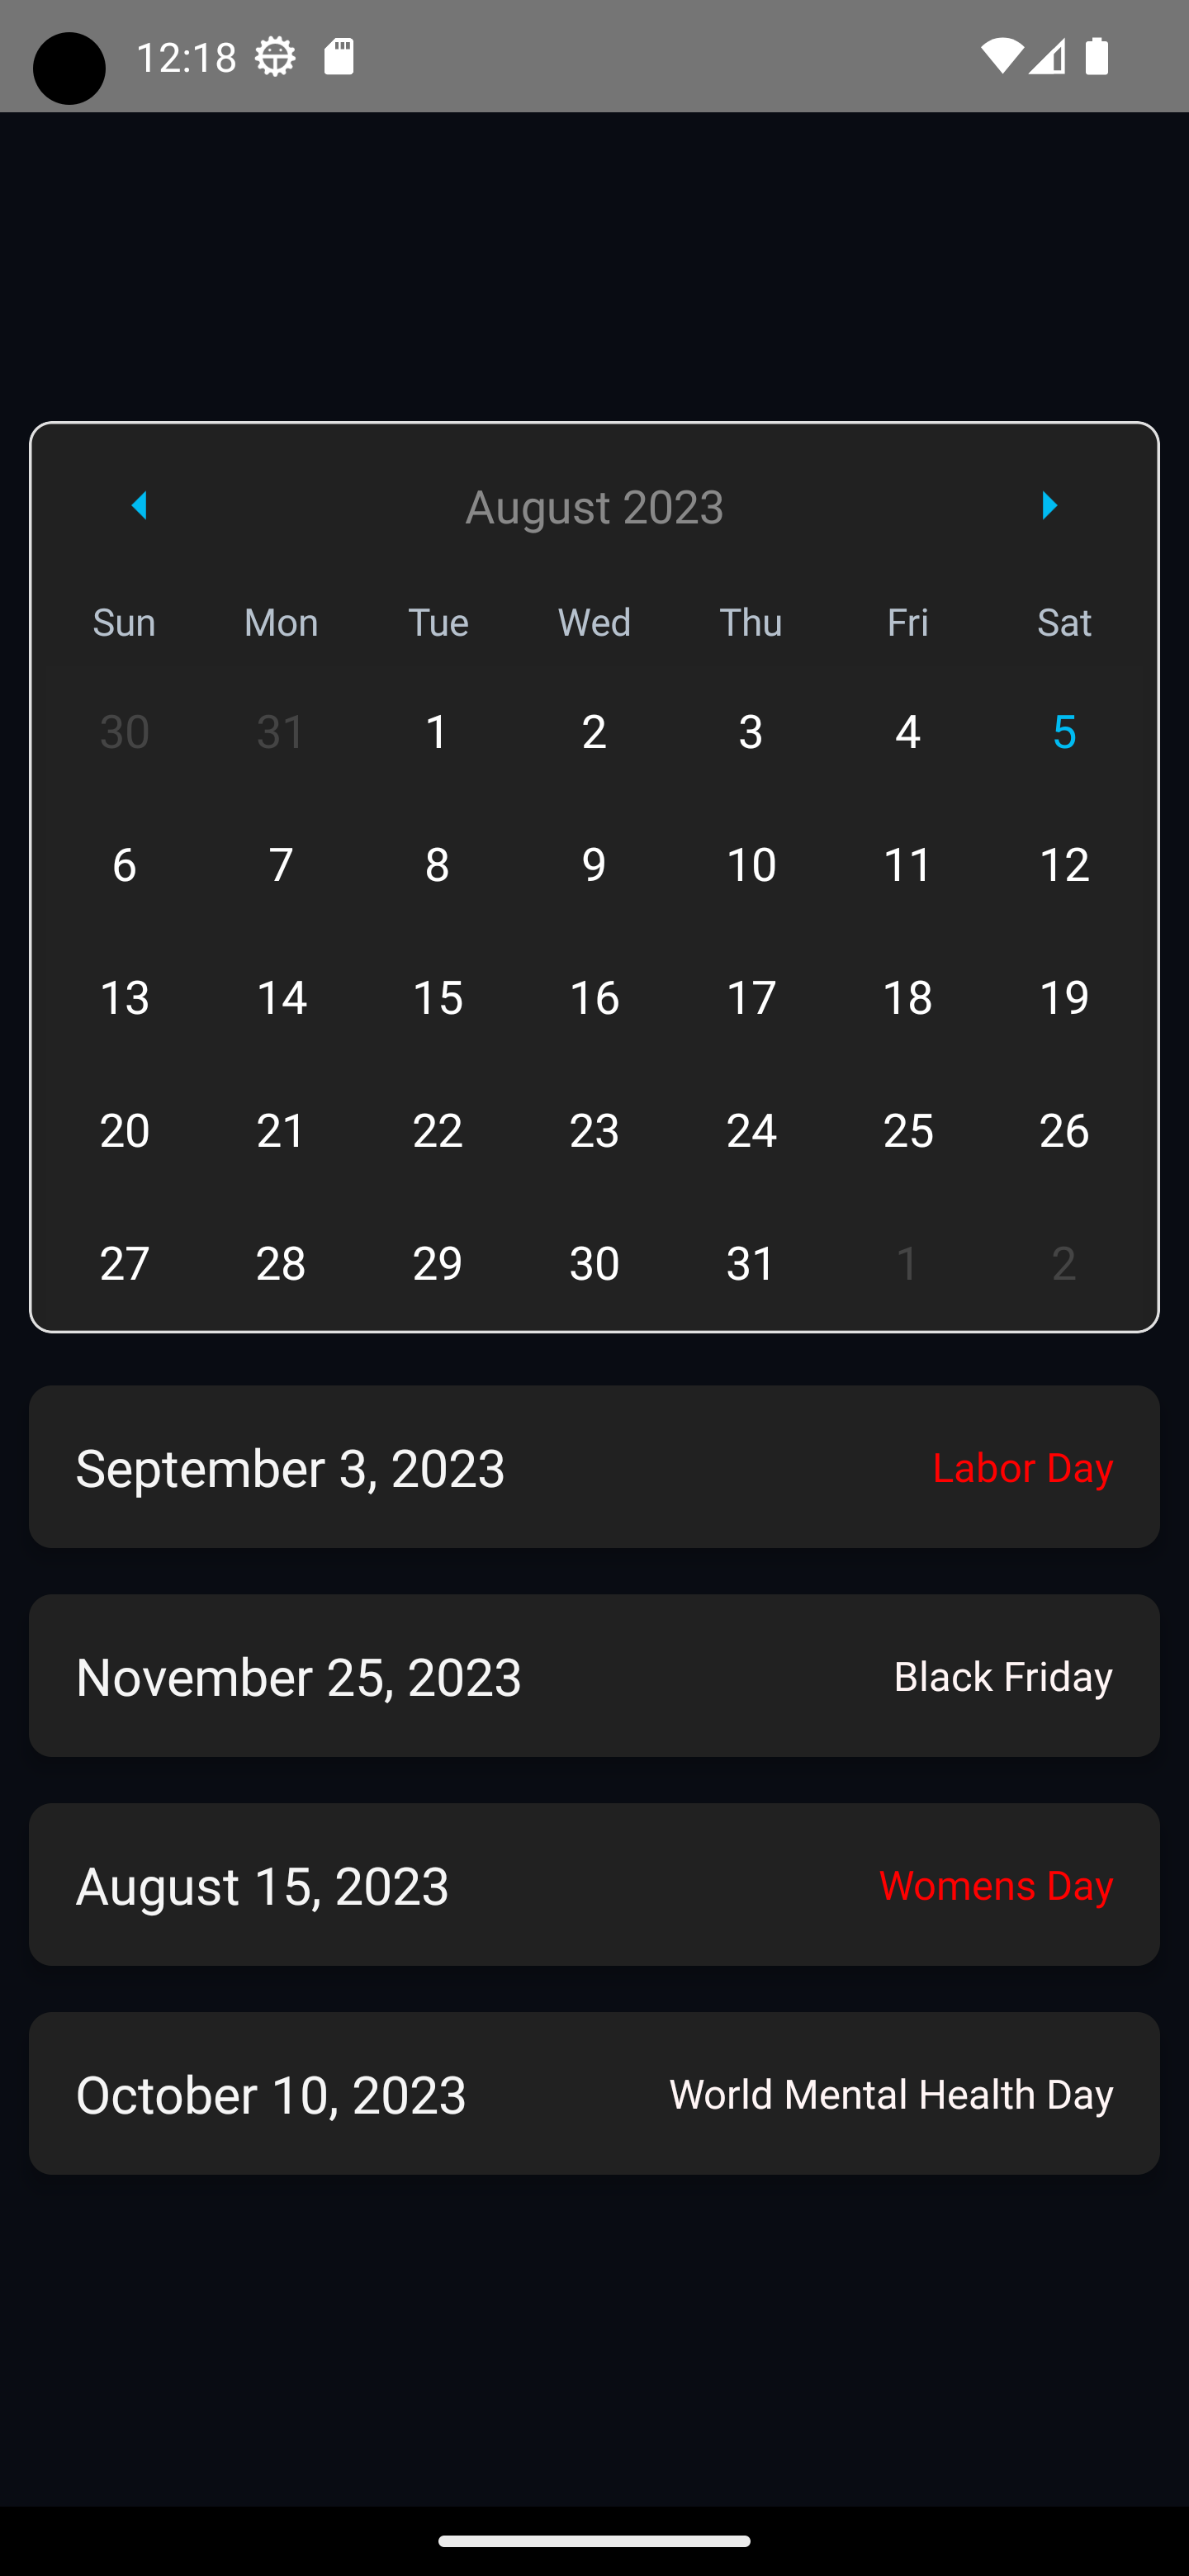 12:18
August 2023
Sun Mon Tue Wed Thu Fri Sat
30 31 1 2 3 4 5
6 7 8 9 10 11 12
13 14 15 16 17 18 19
20 21 22 23 24 25 26
27 28 29 30 31 1 2
September 3, 2023 Labor Day
November 25, 2023 Black Friday
August 15, 2023 Womens Day
October 10, 2023 World Mental Health Day